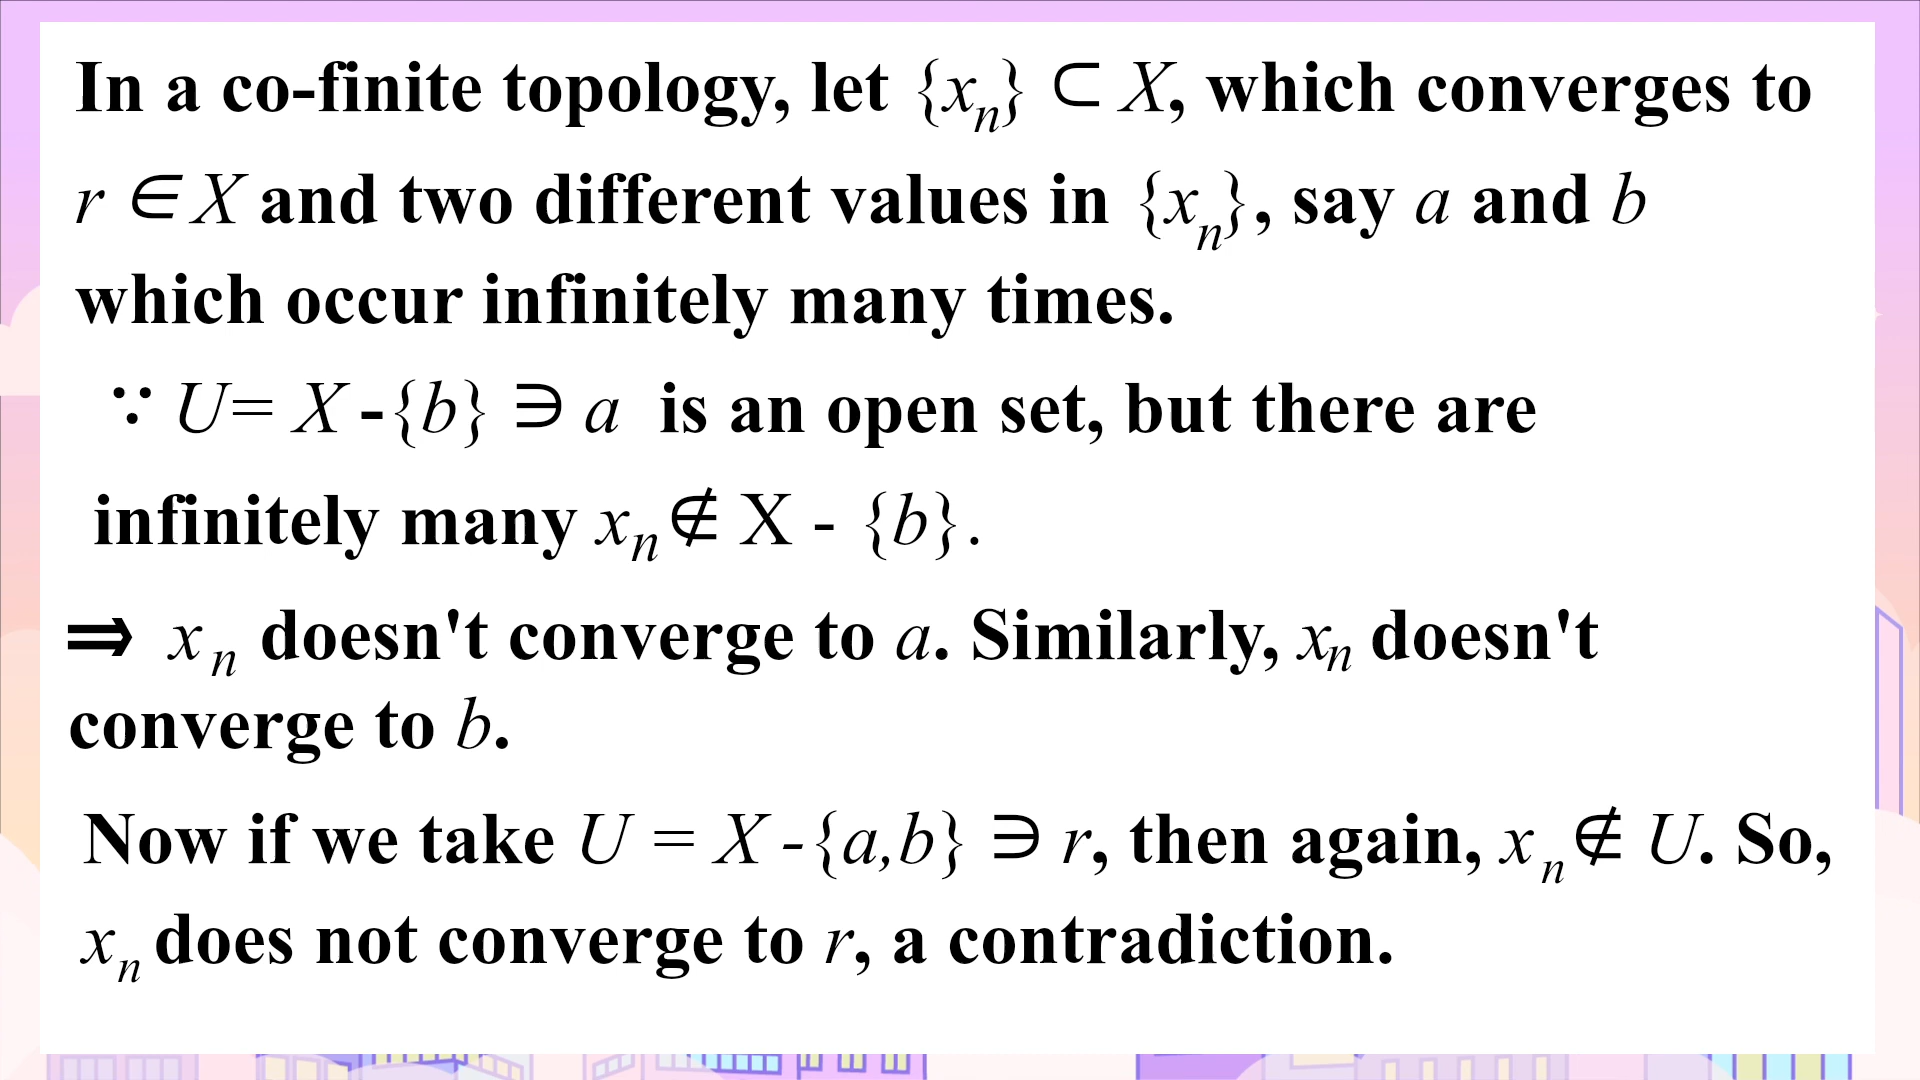 In a co-finite topology, let {xₙ} ⊂ X, which converges to
r ∈ X and two different values in {xₙ}, say a and b
which occur infinitely many times.
∵ U= X -{b} ∋ a is an open set, but there are
infinitely many xₙ ∉ X - {b}.
⇒ xₙ doesn't converge to a. Similarly, xₙ doesn't
converge to b.
Now if we take U = X -{a,b} ∋ r, then again, xₙ ∉ U. So,
xₙ does not converge to r, a contradiction.